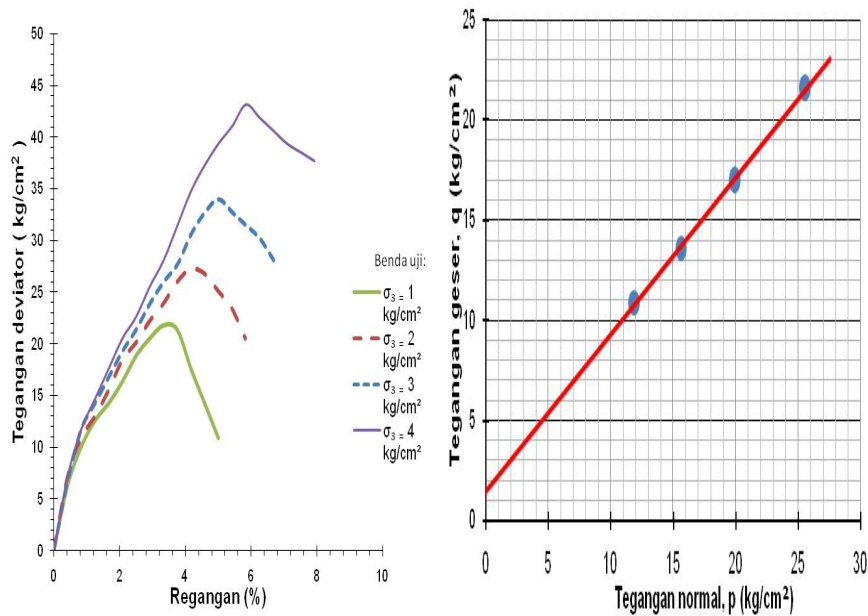 Tegangan deviator ( kg/cm²)
50
45
40
35
30
25
20
15
10
5
0
0
2
4
6
8
10
Regangan (%)
Benda uji:
σ₃ = 1
kg/cm²
σ₃ = 2
kg/cm²
σ₃ = 3
kg/cm²
σ₃ = 4
kg/cm²
Tegangan geser, q (kg/cm²)
25
20
15
10
5
0
0
5
10
15
20
25
30
Tegangan normal, p (kg/cm²)